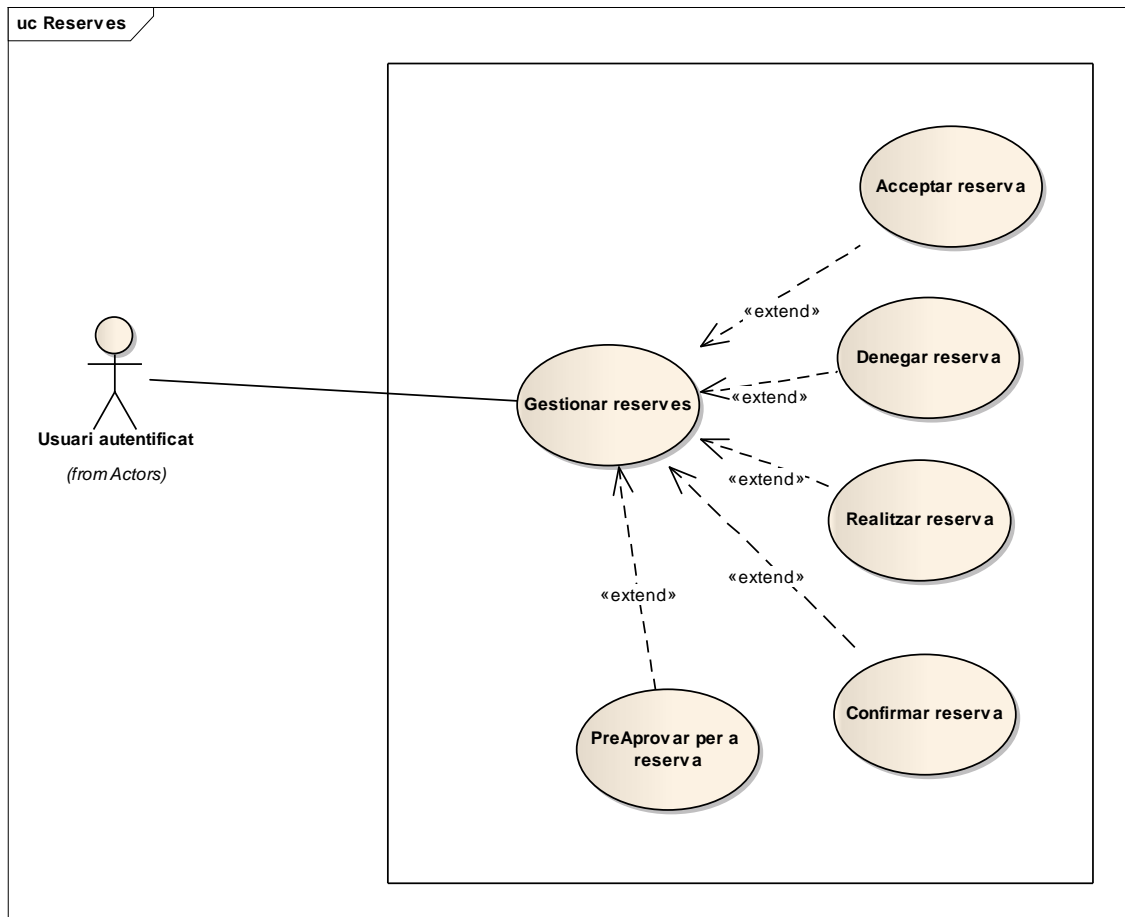 uc Reserves
Acceptar reserva
«extend»
Denegar reserva
«extend»
Gestionar reserves
Usuari autentificat
(from Actors)
«extend»
Realitzar reserva
«extend»
«extend»
Confirmar reserva
PreAprovar per a
reserva